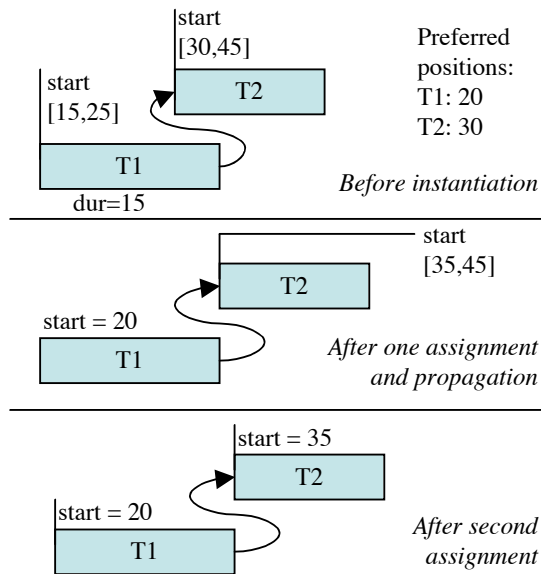 start
[30,45]
Preferred
positions:
T1: 20
T2: 30
start
[15,25]
T2
T1
dur=15
Before instantiation
start
[35,45]
T2
start = 20
T1
After one assignment
and propagation
start = 35
T2
start = 20
T1
After second
assignment